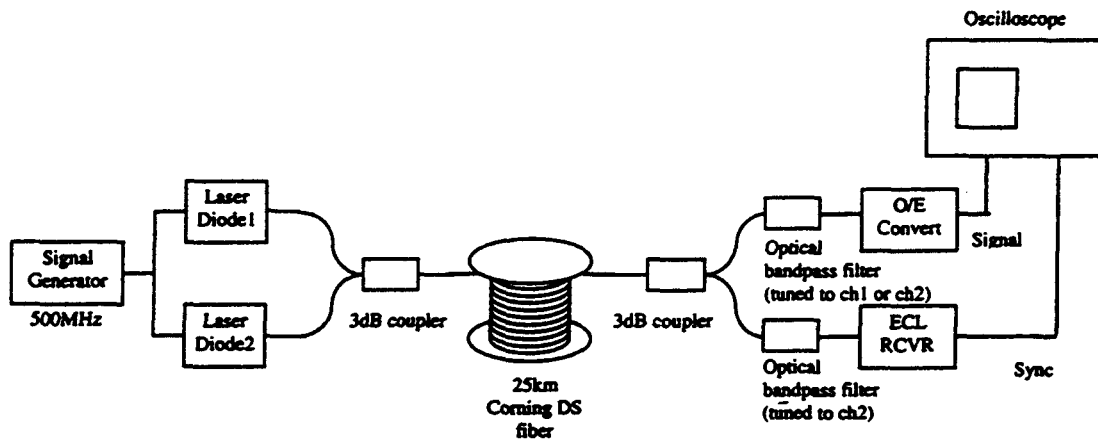 Oscilloscope
Laser
Diode1
Signal
Generator
500MHz
Laser
Diode2
3dB coupler
25km
Corning DS
fiber
3dB coupler
O/E
Convert
Signal
Optical
bandpass filter
(tuned to ch1 or ch2)
ECL
RCVR
Sync
Optical
bandpass filter
(tuned to ch2)